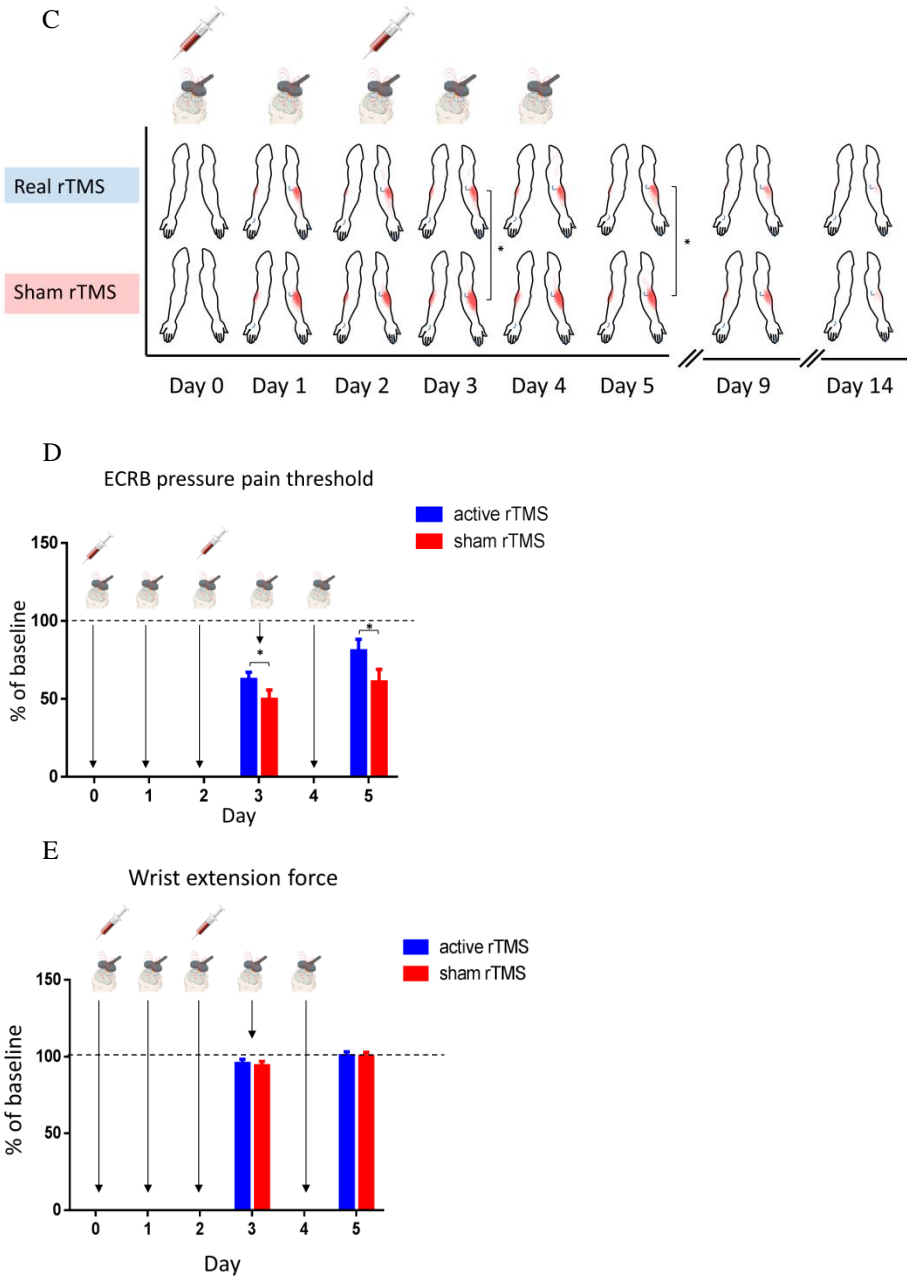 C
Real rTMS
*
*
Sham rTMS
Day 0 Day 1 Day 2 Day 3 Day 4 Day 5 Day 9 Day 14
D
ECRB pressure pain threshold
active rTMS
sham rTMS
% of baseline
150
100
50
0
*
*
0 1 2 3 4 5
Day
E
Wrist extension force
active rTMS
sham rTMS
% of baseline
150
100
50
0
0 1 2 3 4 5
Day